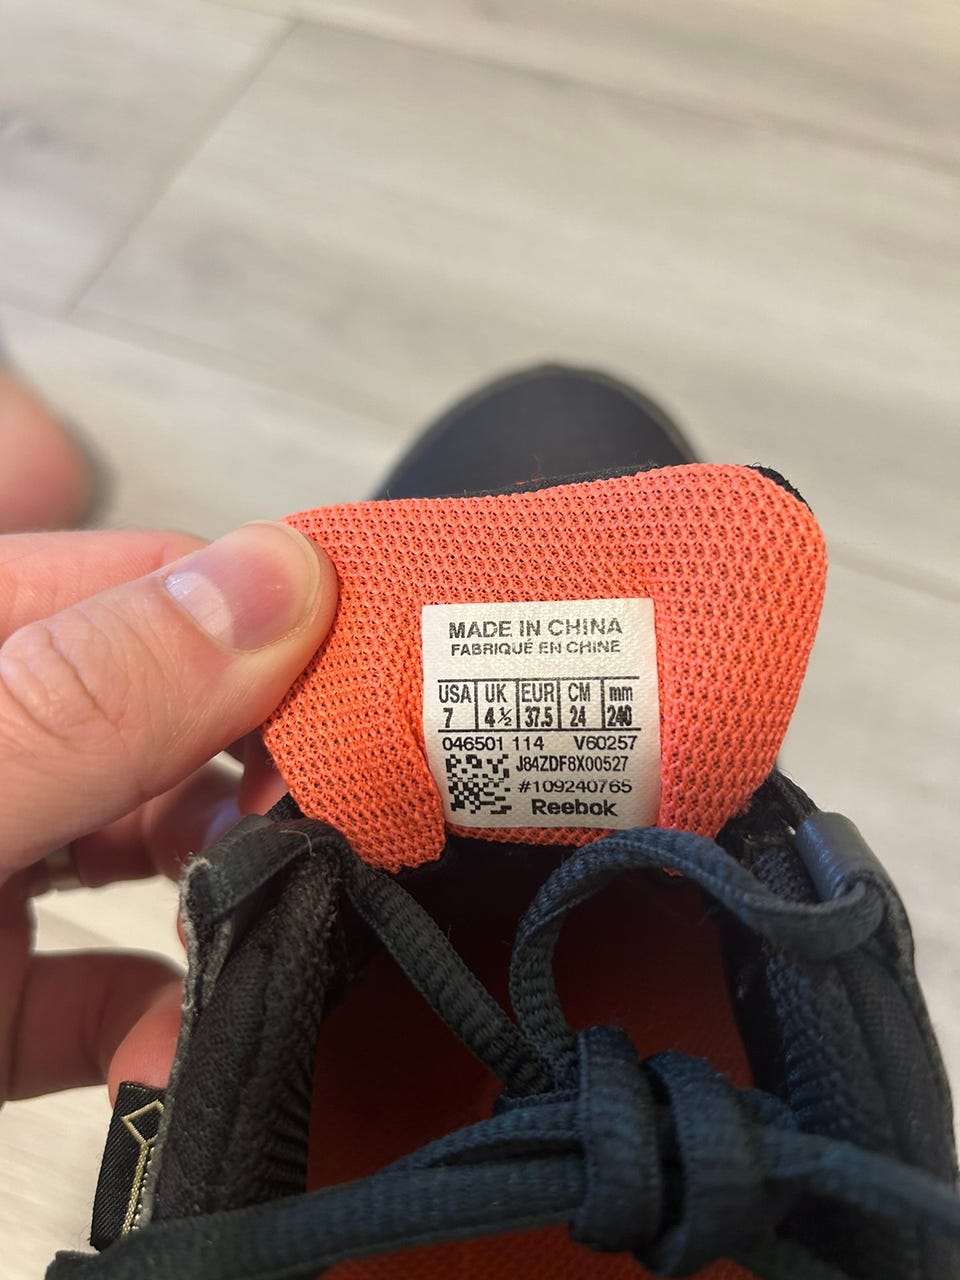 MADE IN CHINA
FABRIQUÉ EN CHINE
USA UK EUR CM mm
7 4½ 37.5 24 240
046501 114 V60257
J84ZDF8X00527
#109240765
Reebok